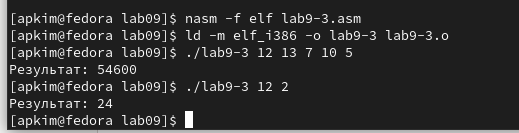 [apkim@fedora lab09]$ nasm -f elf lab9-3.asm
[apkim@fedora lab09]$ ld -m elf_i386 -o lab9-3 lab9-3.o
[apkim@fedora lab09]$ ./lab9-3 12 13 7 10 5
Результат: 54600
[apkim@fedora lab09]$ ./lab9-3 12 2
Результат: 24
[apkim@fedora lab09]$